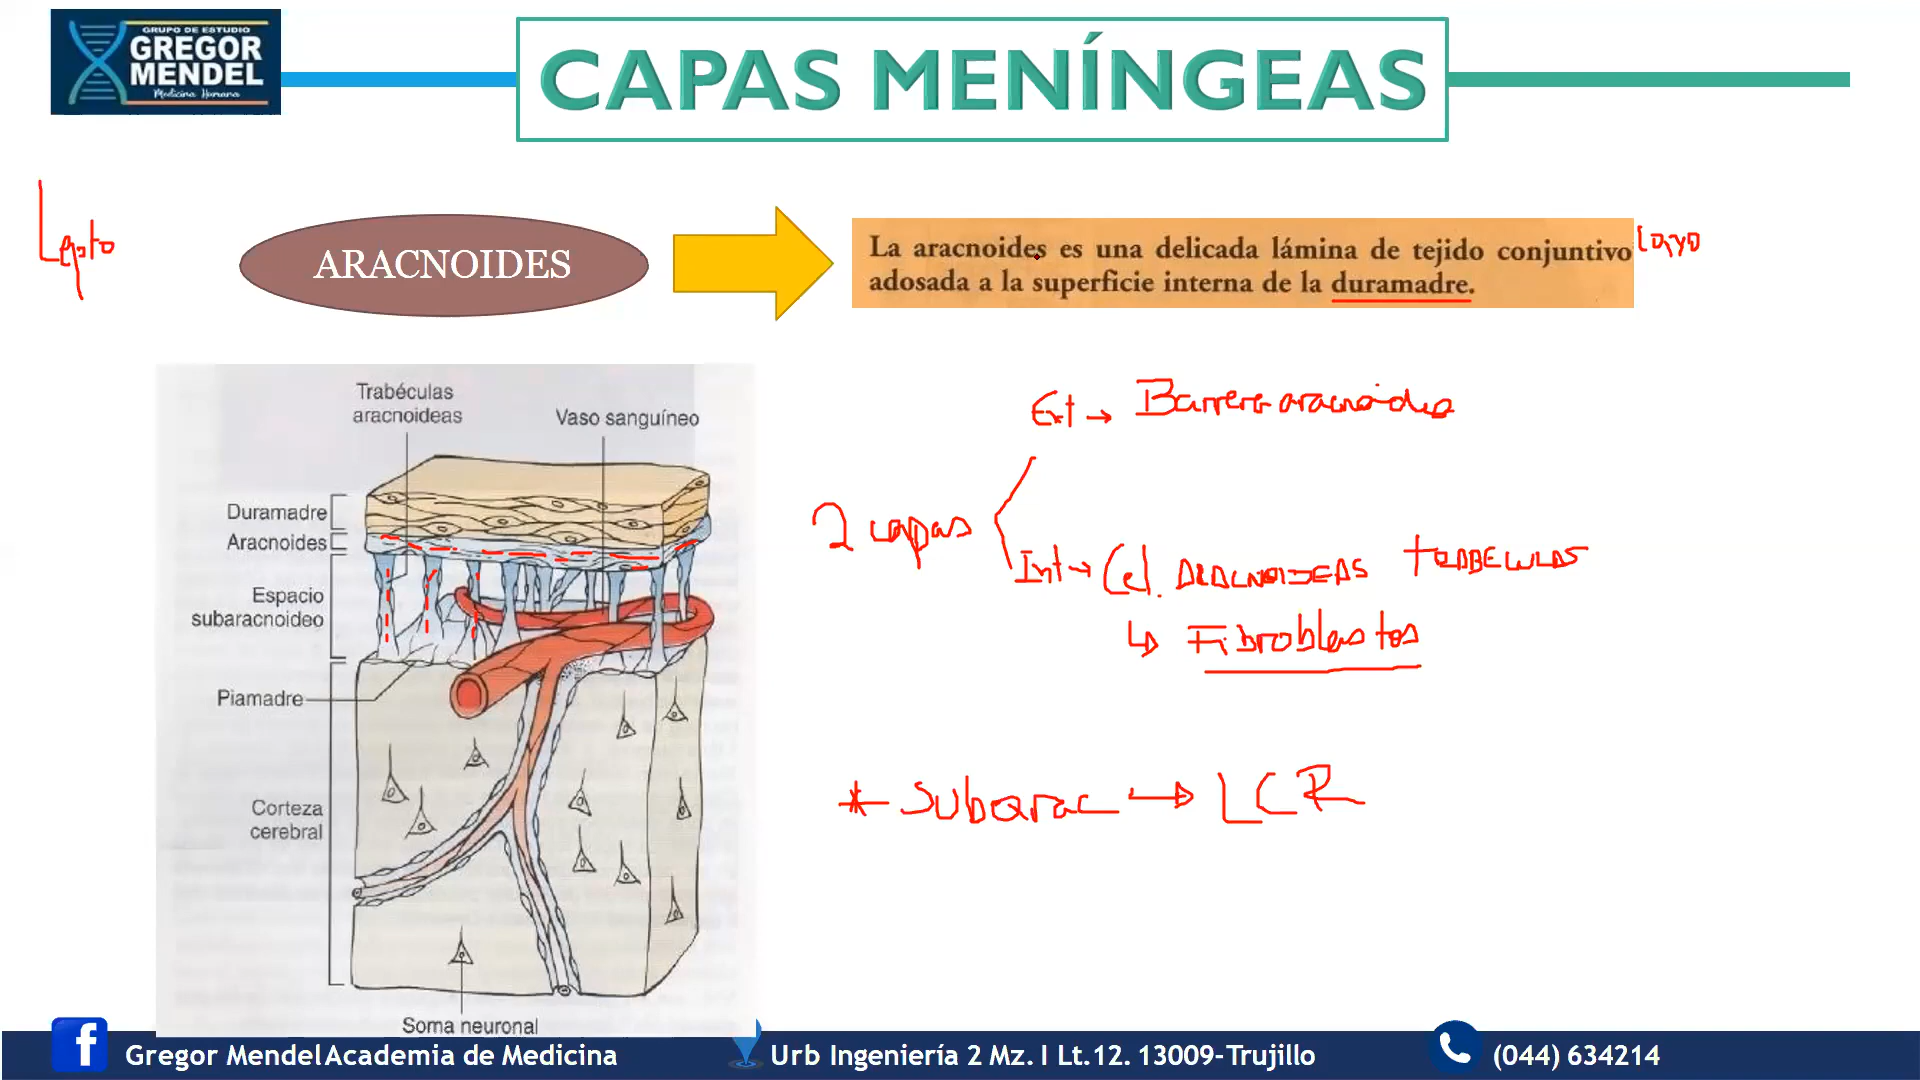 GRUPO DE ESTUDIO
GREGOR
MENDEL
Medicina Humana
CAPAS MENÍNGEAS
Lepto
ARACNOIDES
La aracnoides es una delicada lámina de tejido conjuntivo
adosada a la superficie interna de la duramadre.
Laxo
Trabéculas
aracnoideas
Vaso sanguíneo
Duramadre
Aracnoides
Espacio
subaracnoideo
Piamadre
Corteza
cerebral
Soma neuronal
Ext → Barrera aracnoidea
2 capas
Int → Cel. ARACNOIDEAS TRABECULAS
↳ Fibroblastos
* Subarac → LCR
Gregor Mendel Academia de Medicina
Urb Ingeniería 2 Mz. I Lt.12. 13009-Trujillo
(044) 634214